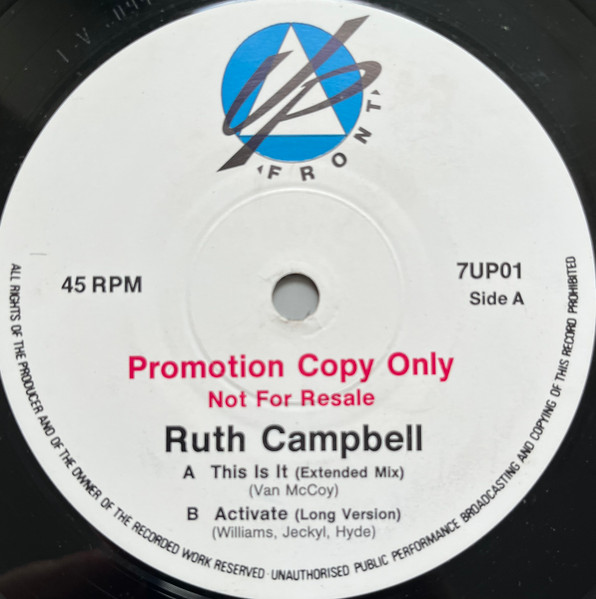 UP
FRONT
45 RPM
7UP01
Side A
Promotion Copy Only
Not For Resale
Ruth Campbell
A This Is It (Extended Mix)
(Van McCoy)
B Activate (Long Version)
(Williams, Jeckyl, Hyde)
ALL RIGHTS OF THE PRODUCER AND OF THE OWNER OF THE RECORDED WORK RESERVED · UNAUTHORISED PUBLIC PERFORMANCE BROADCASTING AND COPYING OF THIS RECORD PROHIBITED